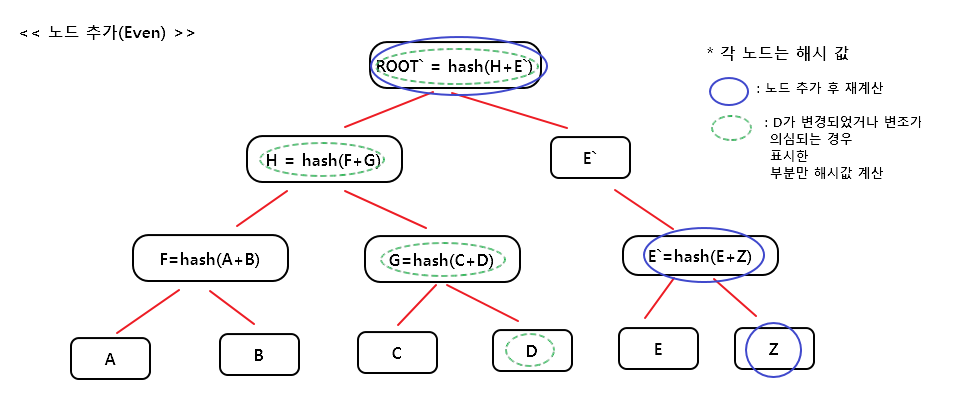 << 노드 추가(Even) >>
* 각 노드는 해시 값
ROOT` = hash(H+E`)
: 노드 추가 후 재계산
: D가 변경되었거나 변조가
의심되는 경우
표시한
부분만 해시값 계산
H = hash(F+G)
E`
F=hash(A+B)
G=hash(C+D)
E`=hash(E+Z)
A
B
C
D
E
Z